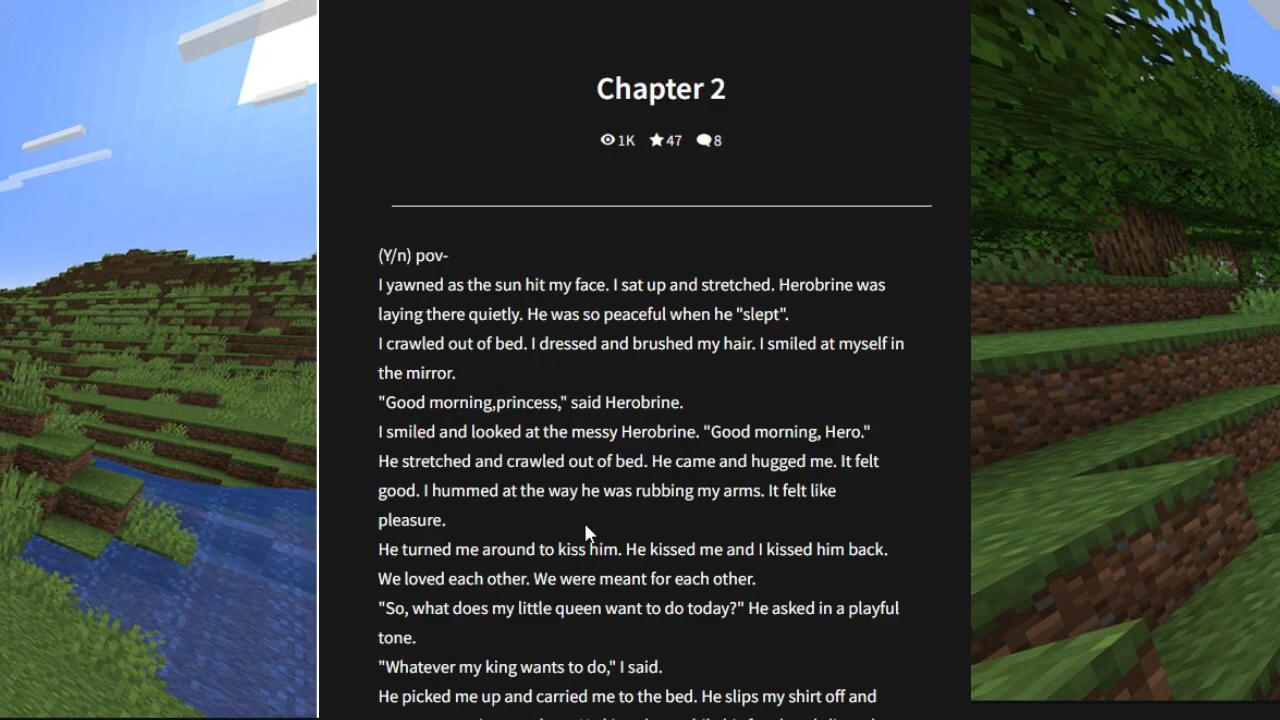 Chapter 2
1K 47 8
(Y/n) pov-
I yawned as the sun hit my face. I sat up and stretched. Herobrine was
laying there quietly. He was so peaceful when he "slept".
I crawled out of bed. I dressed and brushed my hair. I smiled at myself in
the mirror.
"Good morning,princess," said Herobrine.
I smiled and looked at the messy Herobrine. "Good morning, Hero."
He stretched and crawled out of bed. He came and hugged me. It felt
good. I hummed at the way he was rubbing my arms. It felt like
pleasure.
He turned me around to kiss him. He kissed me and I kissed him back.
We loved each other. We were meant for each other.
"So, what does my little queen want to do today?" He asked in a playful
tone.
"Whatever my king wants to do," I said.
He picked me up and carried me to the bed. He slips my shirt off and